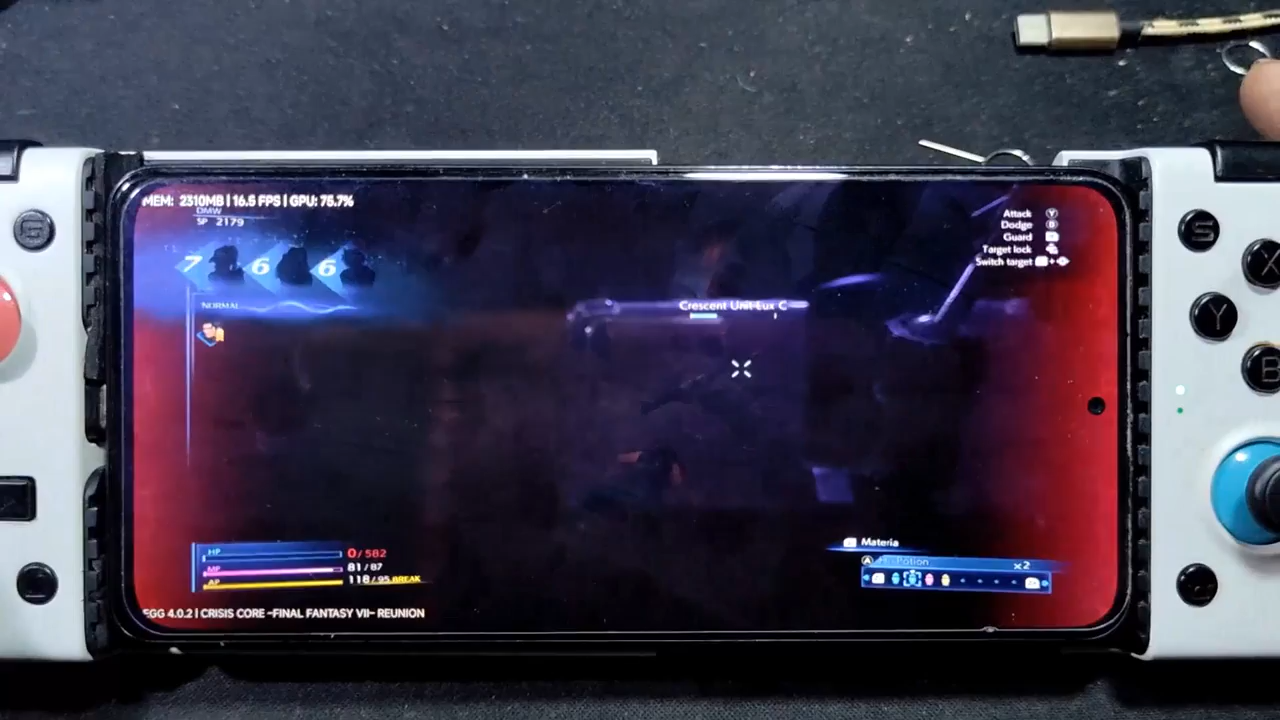 MEM: 2310MB | 16.5 FPS | GPU: 75.7%
DMW
SP 2179
7 6 6
NORMAL
Attack Y
Dodge B
Guard
Target lock
Switch target +
Crescent Unit Lux C
HP 0/582
MP 81/87
AP 118/95 BREAK
Materia
A Potion x2
EGG 4.0.2 | CRISIS CORE -FINAL FANTASY VII- REUNION
S
X
Y
B